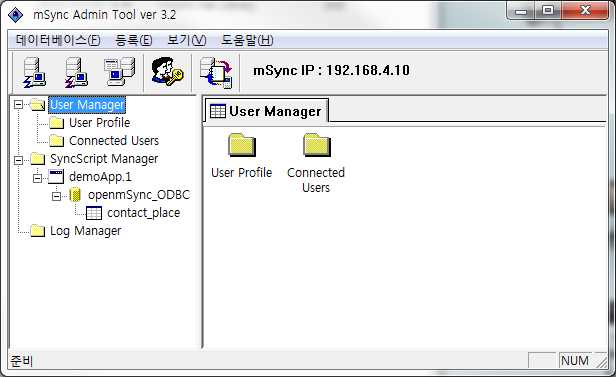 mSync Admin Tool ver 3.2
데이터베이스(F) 등록(E) 보기(V) 도움말(H)
mSync IP : 192.168.4.10
User Manager
User Profile
Connected Users
SyncScript Manager
demoApp.1
openmSync_ODBC
contact_place
Log Manager
User Manager
User Profile
Connected
Users
준비
NUM